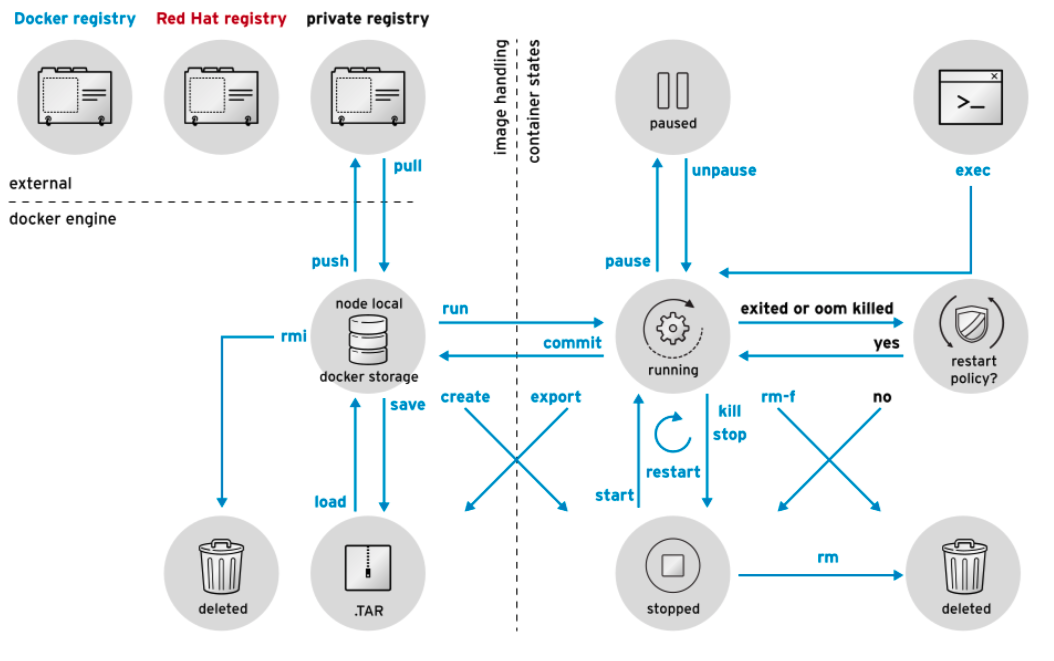 Docker registry
Red Hat registry
private registry
image handling
container states
paused
>_
exec
pull
unpause
external
docker engine
push
pause
node local
docker storage
rmi
run
commit
running
exited or oom killed
yes
restart
policy?
save
create
export
kill
stop
rm-f
no
restart
load
start
deleted
.TAR
stopped
rm
deleted